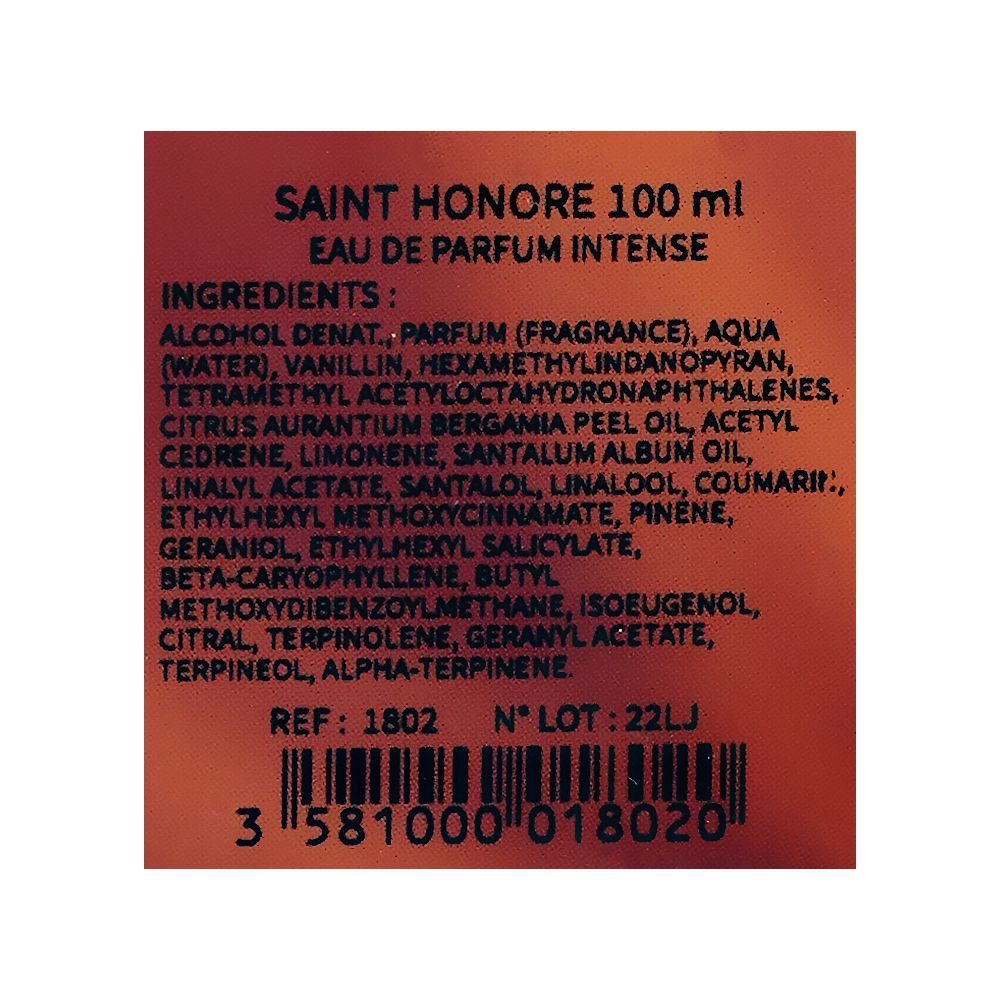 SAINT HONORE 100 ml
EAU DE PARFUM INTENSE
INGREDIENTS :
ALCOHOL DENAT., PARFUM (FRAGRANCE), AQUA
(WATER), VANILLIN, HEXAMETHYLINDANOPYRAN,
TETRAMETHYL ACETYLOCTAHYDRONAPHTHALENES,
CITRUS AURANTIUM BERGAMIA PEEL OIL, ACETYL
CEDRENE, LIMONENE, SANTALUM ALBUM OIL,
LINALYL ACETATE, SANTALOL, LINALOOL, COUMARIN,
ETHYLHEXYL METHOXYCINNAMATE, PINENE,
GERANIOL, ETHYLHEXYL SALICYLATE,
BETA-CARYOPHYLLENE, BUTYL
METHOXYDIBENZOYLMETHANE, ISOEUGENOL,
CITRAL, TERPINOLENE, GERANYL ACETATE,
TERPINEOL, ALPHA-TERPINENE.
REF : 1802 N° LOT : 22LJ
3 581000 018020